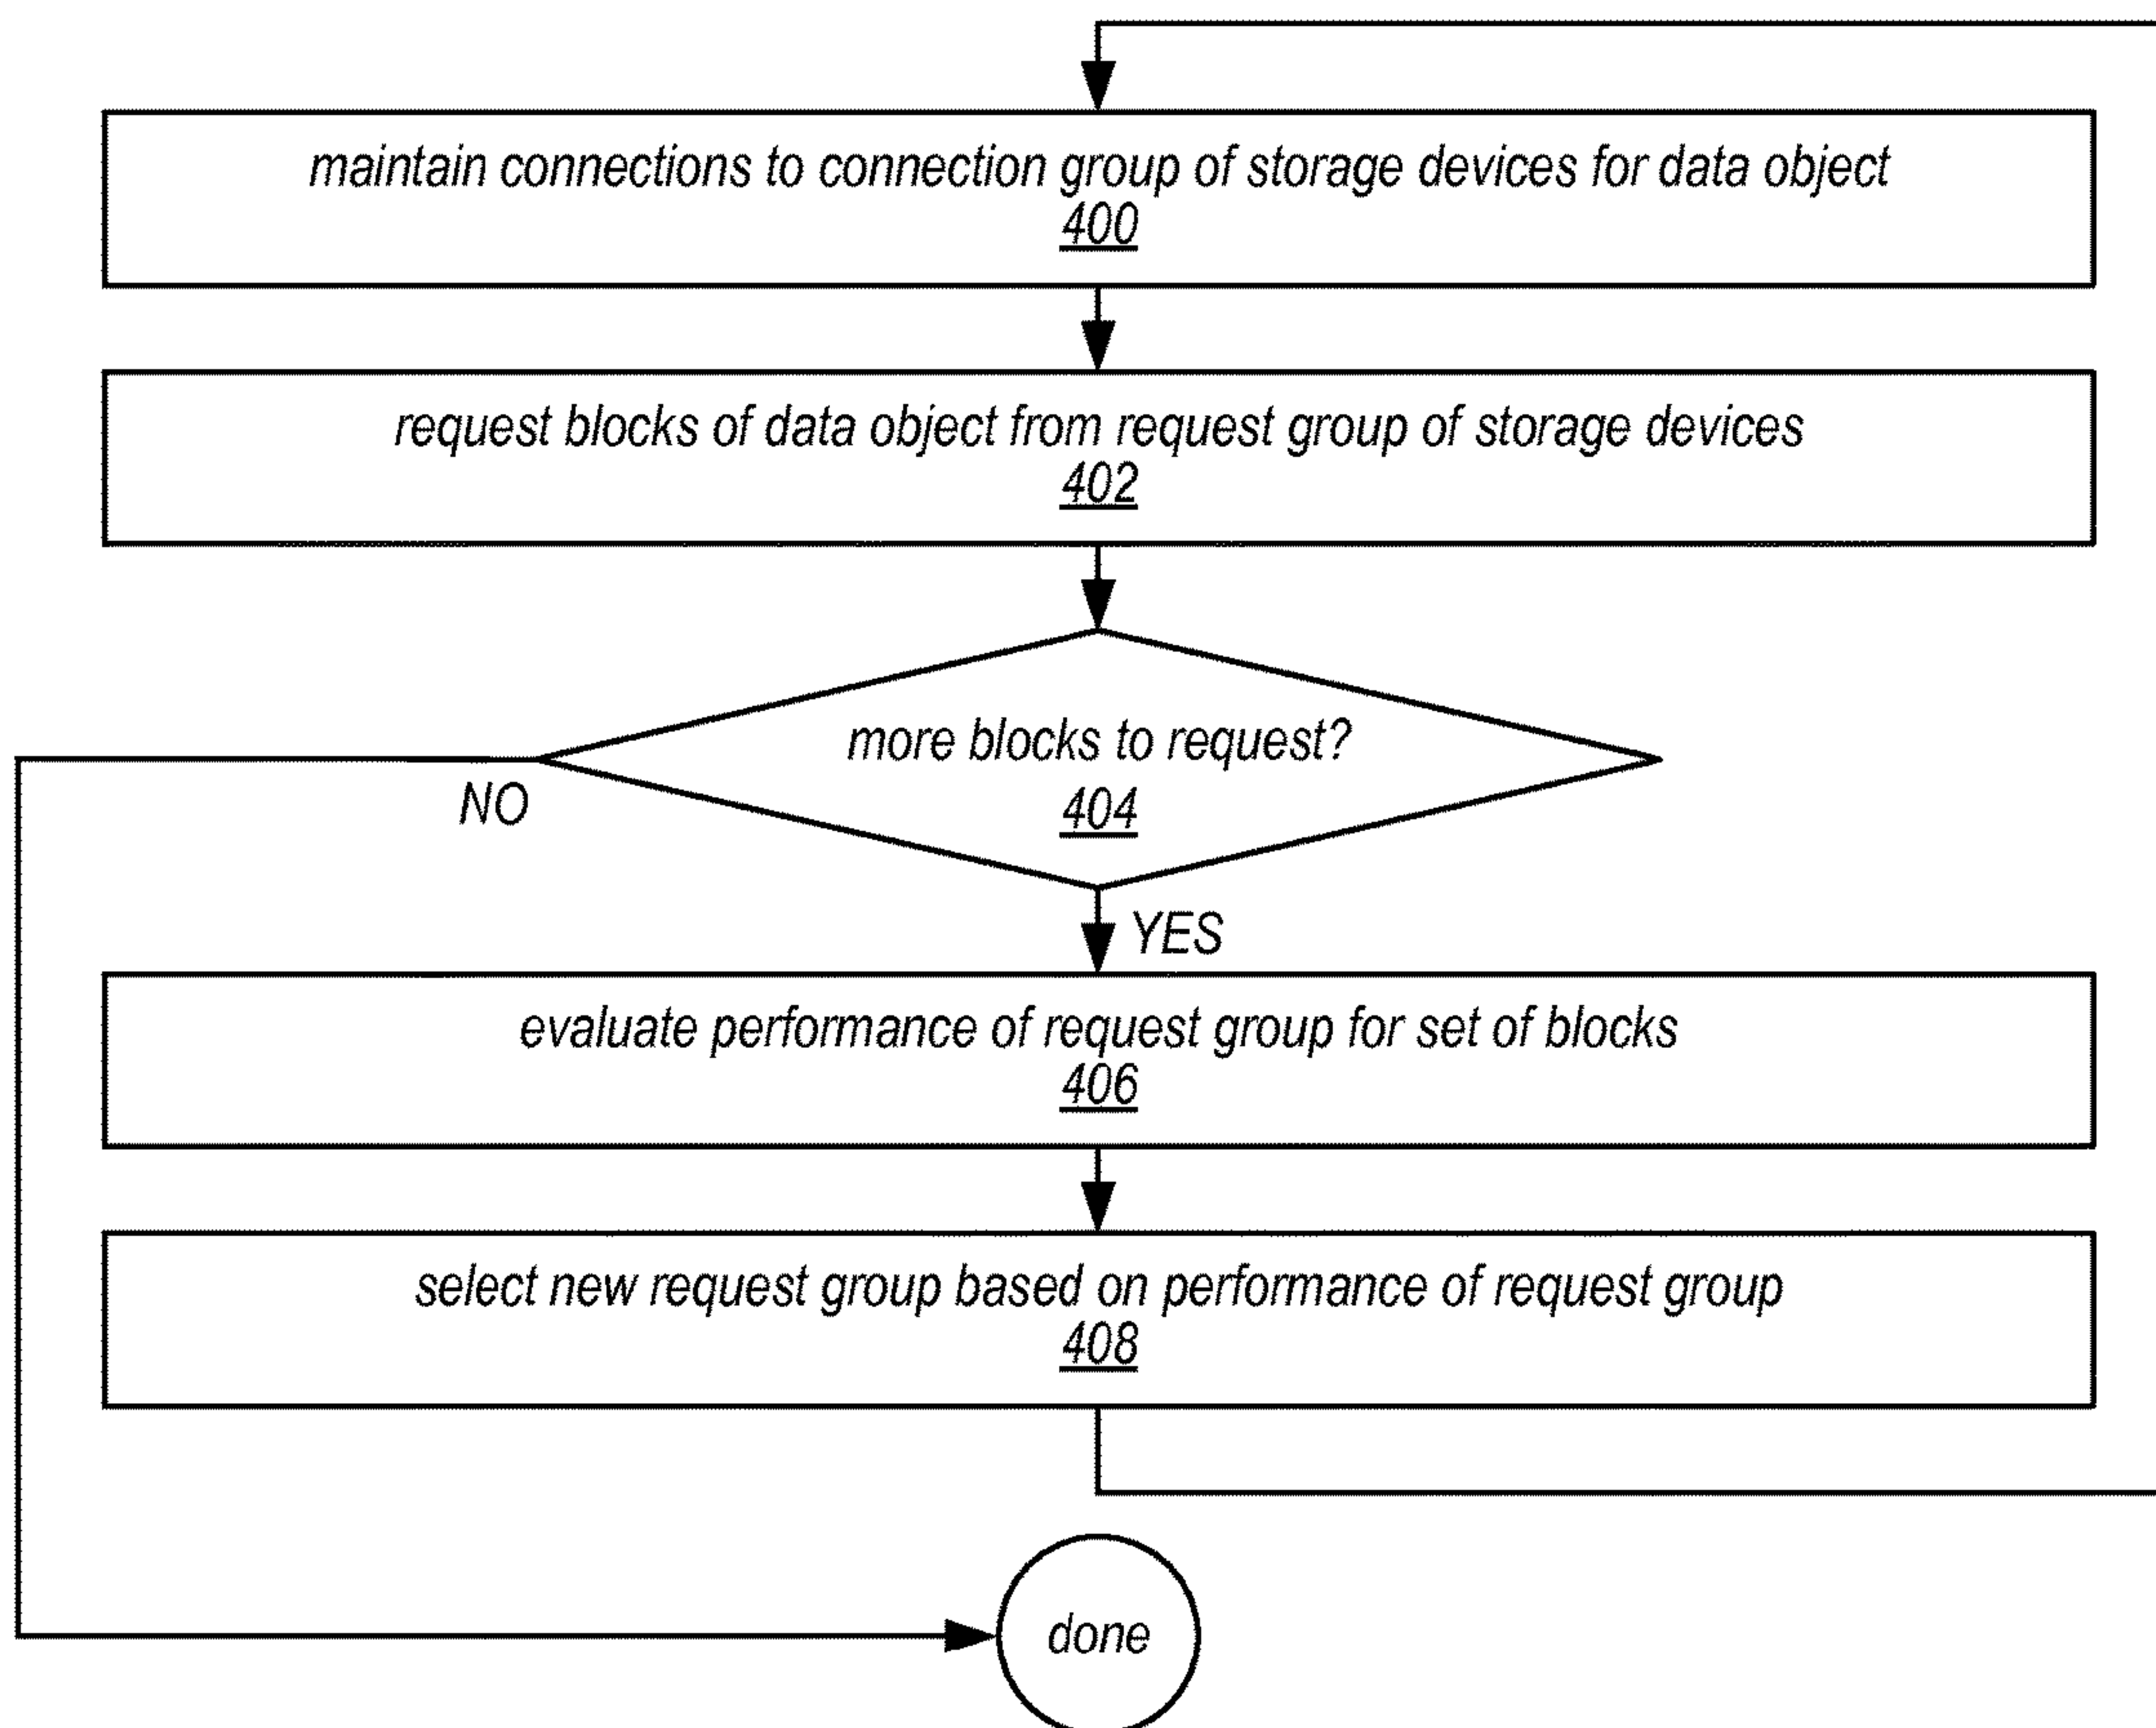 maintain connections to connection group of storage devices for data object
400
request blocks of data object from request group of storage devices
402
more blocks to request?
404
NO
YES
evaluate performance of request group for set of blocks
406
select new request group based on performance of request group
408
done